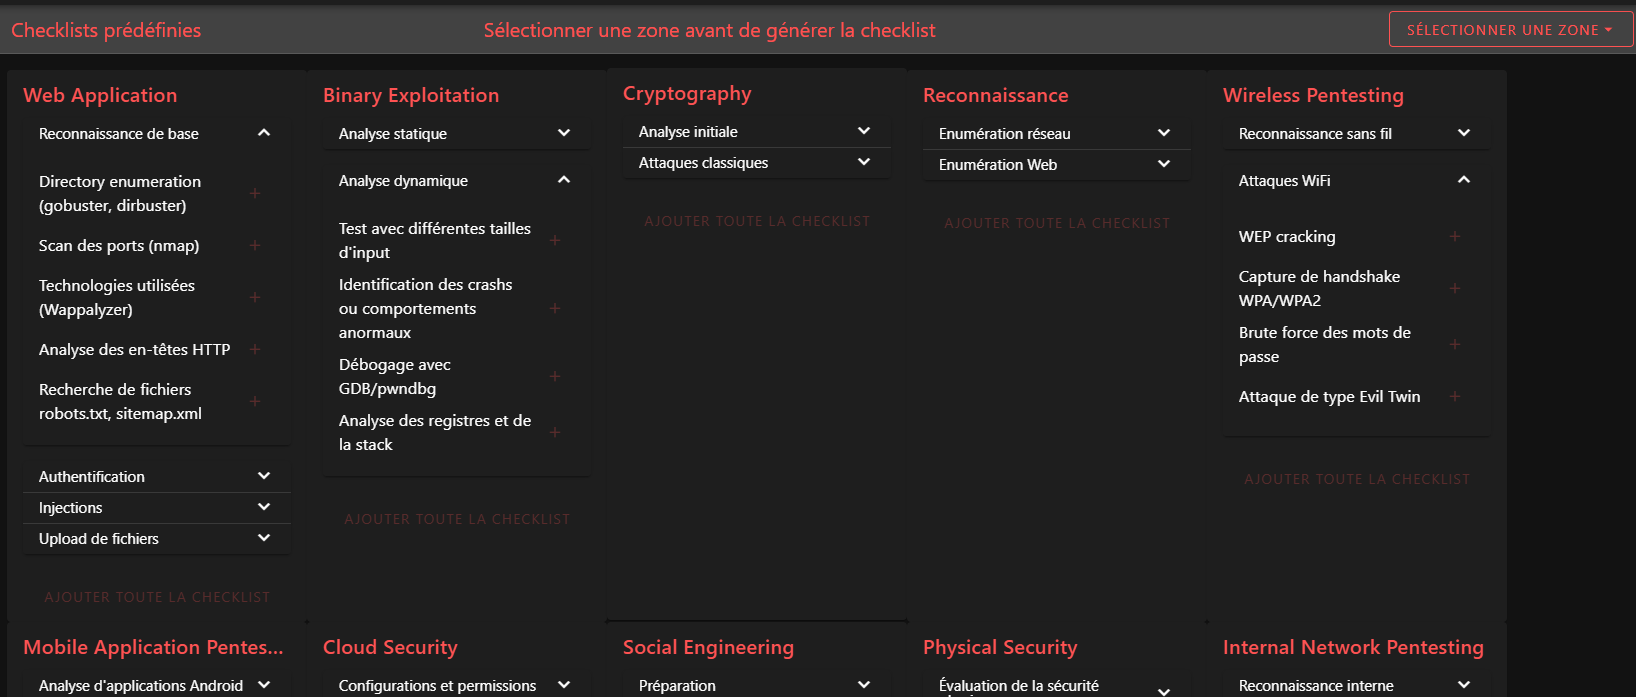 Checklists prédéfinies
Sélectionner une zone avant de générer la checklist
SÉLECTIONNER UNE ZONE
Web Application
Reconnaissance de base
Directory enumeration
(gobuster, dirbuster)
Scan des ports (nmap)
Technologies utilisées
(Wappalyzer)
Analyse des en-têtes HTTP
Recherche de fichiers
robots.txt, sitemap.xml
Authentification
Injections
Upload de fichiers
AJOUTER TOUTE LA CHECKLIST
Binary Exploitation
Analyse statique
Analyse dynamique
Test avec différentes tailles
d'input
Identification des crashs
ou comportements
anormaux
Débogage avec
GDB/pwndbg
Analyse des registres et de
la stack
AJOUTER TOUTE LA CHECKLIST
Cryptography
Analyse initiale
Attaques classiques
AJOUTER TOUTE LA CHECKLIST
Reconnaissance
Enumération réseau
Enumération Web
AJOUTER TOUTE LA CHECKLIST
Wireless Pentesting
Reconnaissance sans fil
Attaques WiFi
WEP cracking
Capture de handshake
WPA/WPA2
Brute force des mots de
passe
Attaque de type Evil Twin
AJOUTER TOUTE LA CHECKLIST
Mobile Application Pentes...
Analyse d'applications Android
Cloud Security
Configurations et permissions
Social Engineering
Préparation
Physical Security
Évaluation de la sécurité
Internal Network Pentesting
Reconnaissance interne